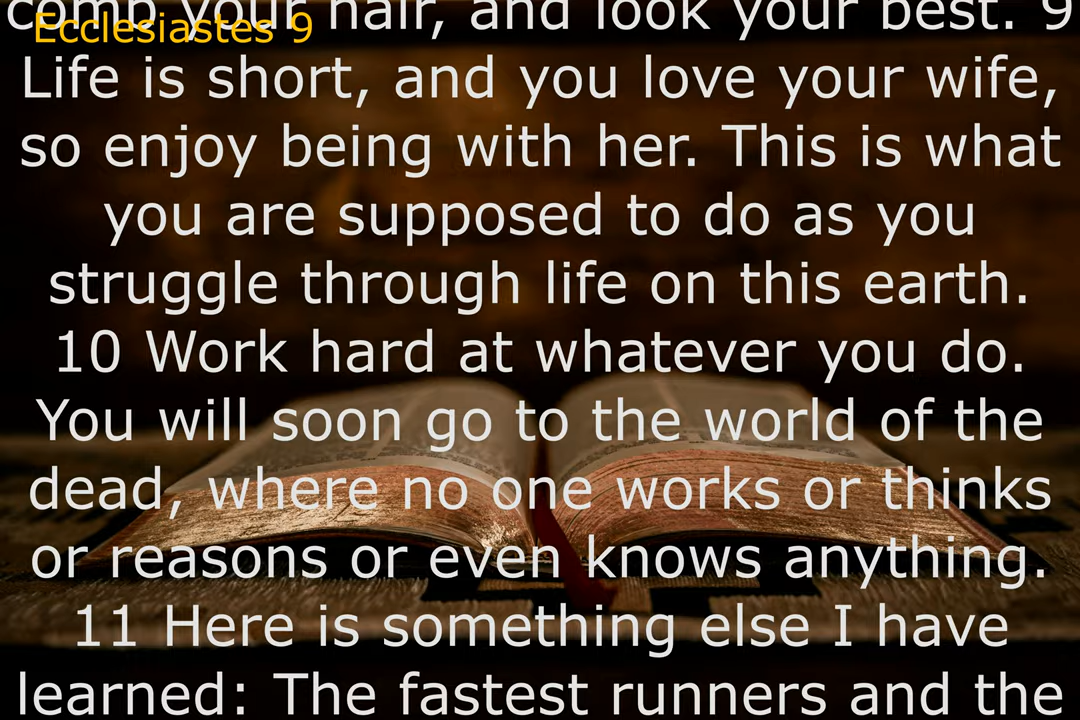 comb your hair, and look your best. 9
Ecclesiastes 9
Life is short, and you love your wife,
so enjoy being with her. This is what
you are supposed to do as you
struggle through life on this earth.
10 Work hard at whatever you do.
You will soon go to the world of the
dead, where no one works or thinks
or reasons or even knows anything.
11 Here is something else I have
learned: The fastest runners and the